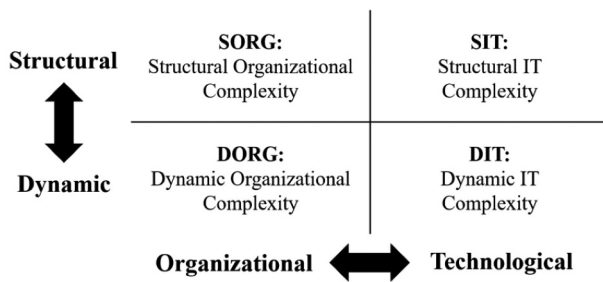 Structural
Dynamic
SORG:
Structural Organizational
Complexity
SIT:
Structural IT
Complexity
DORG:
Dynamic Organizational
Complexity
DIT:
Dynamic IT
Complexity
Organizational
Technological